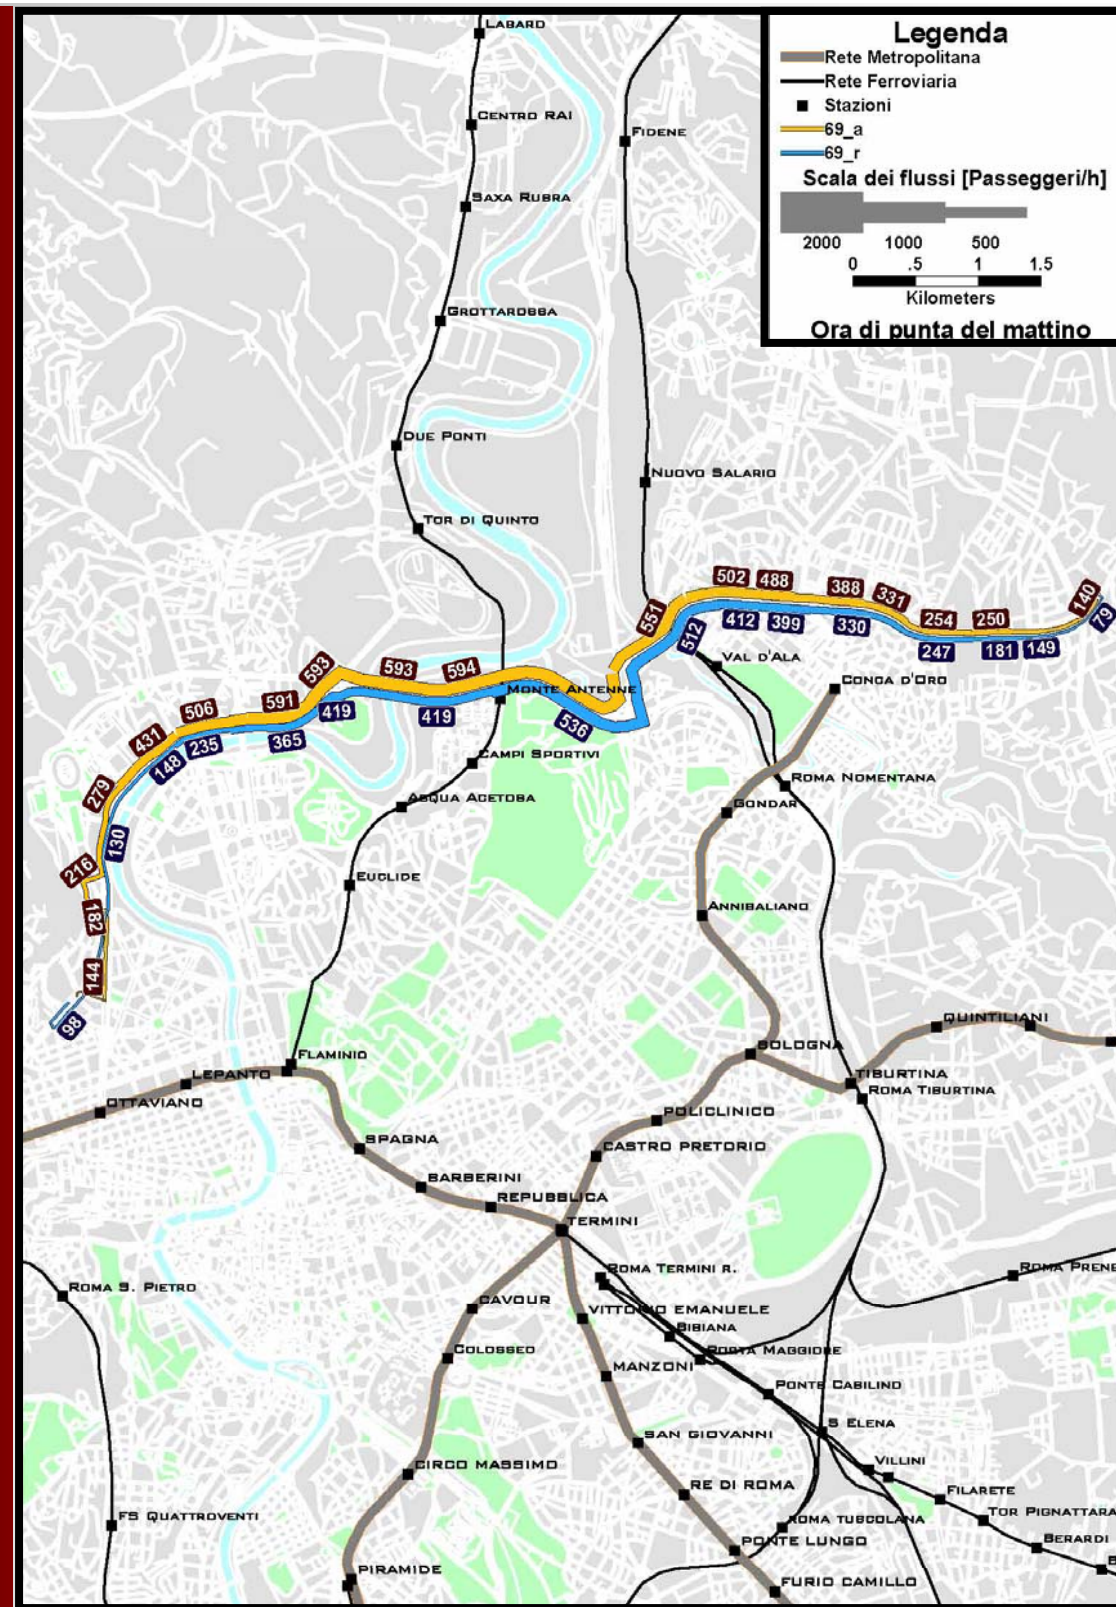 Legenda
Rete Metropolitana
Rete Ferroviaria
Stazioni
69_a
69_r
Scala dei flussi [Passeggeri/h]
2000 1000 500
0 .5 1 1.5
Kilometers
Ora di punta del mattino
LABARO
CENTRO RAI
FIDENE
SAXA RUBRA
GROTTAROSSA
DUE PONTI
NUOVO SALARIO
TOR DI QUINTO
502 488 388 331 254 250 140
551
512 412 399 330 247 181 149 79
593 593 594
591
506
431
279
216
182
144
98
130
148
235
365
419
419
536
VAL D'ALA
CONCA D'ORO
MONTE ANTENNE
CAMPI SPORTIVI
ROMA NOMENTANA
ACQUA ACETOSA
GONDAR
EUCLIDE
ANNIBALIANO
QUINTILIANI
BOLOGNA
FLAMINIO
LEPANTO
TIBURTINA
ROMA TIBURTINA
OTTAVIANO
POLICLINICO
SPAGNA
CASTRO PRETORIO
BARBERINI
REPUBBLICA
TERMINI
ROMA TERMINI R.
ROMA PRENE
ROMA S. PIETRO
CAVOUR
VITTORIO EMANUELE
BIBIANA
COLOSSEO
PORTA MAGGIORE
MANZONI
PONTE CASILINO
S ELENA
SAN GIOVANNI
VILLINI
CIRCO MASSIMO
RE DI ROMA
FILARETE
TOR PIGNATTARA
FS QUATTROVENTI
ROMA TUSCOLANA
BERARDI
PONTE LUNGO
PIRAMIDE
FURIO CAMILLO